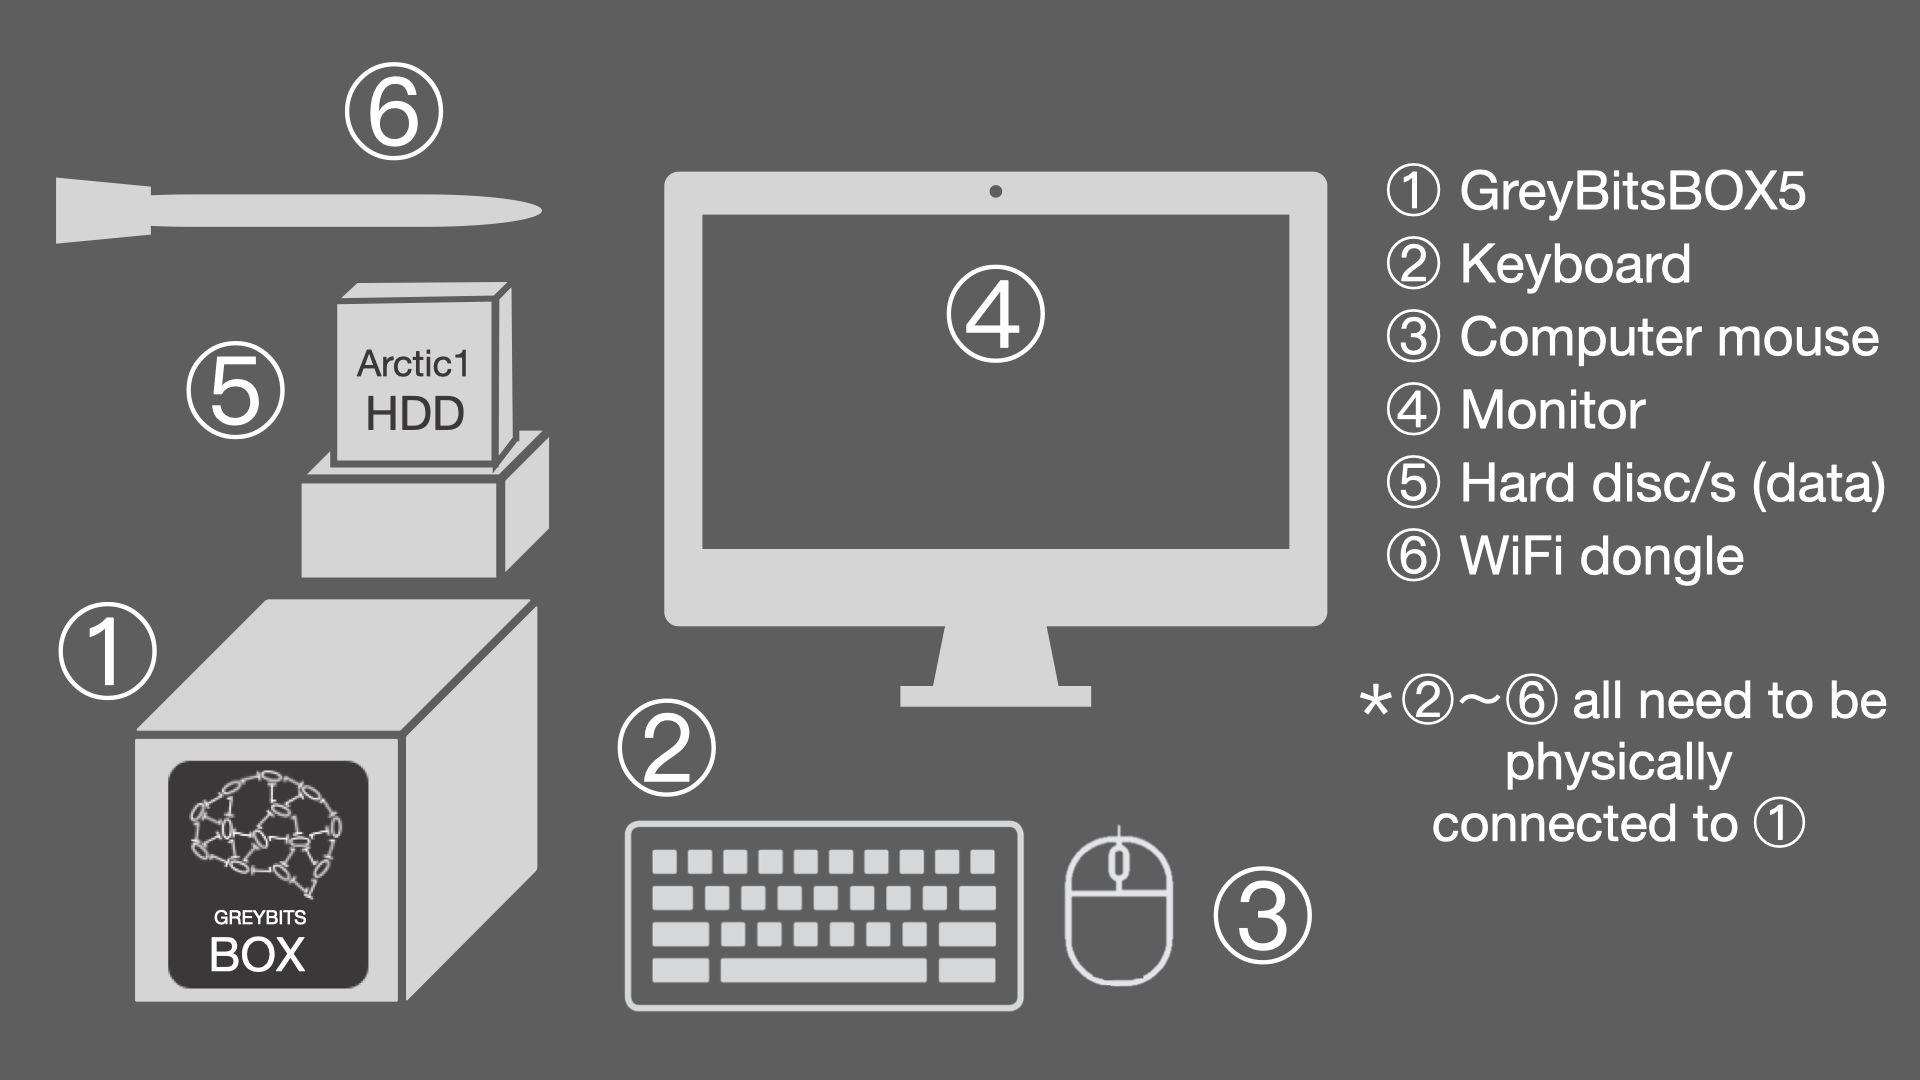 ⑥
⑤
Arctic1
HDD
①
GREYBITS
BOX
④
②
③
① GreyBitsBOX5
② Keyboard
③ Computer mouse
④ Monitor
⑤ Hard disc/s (data)
⑥ WiFi dongle
*②～⑥ all need to be
physically
connected to ①